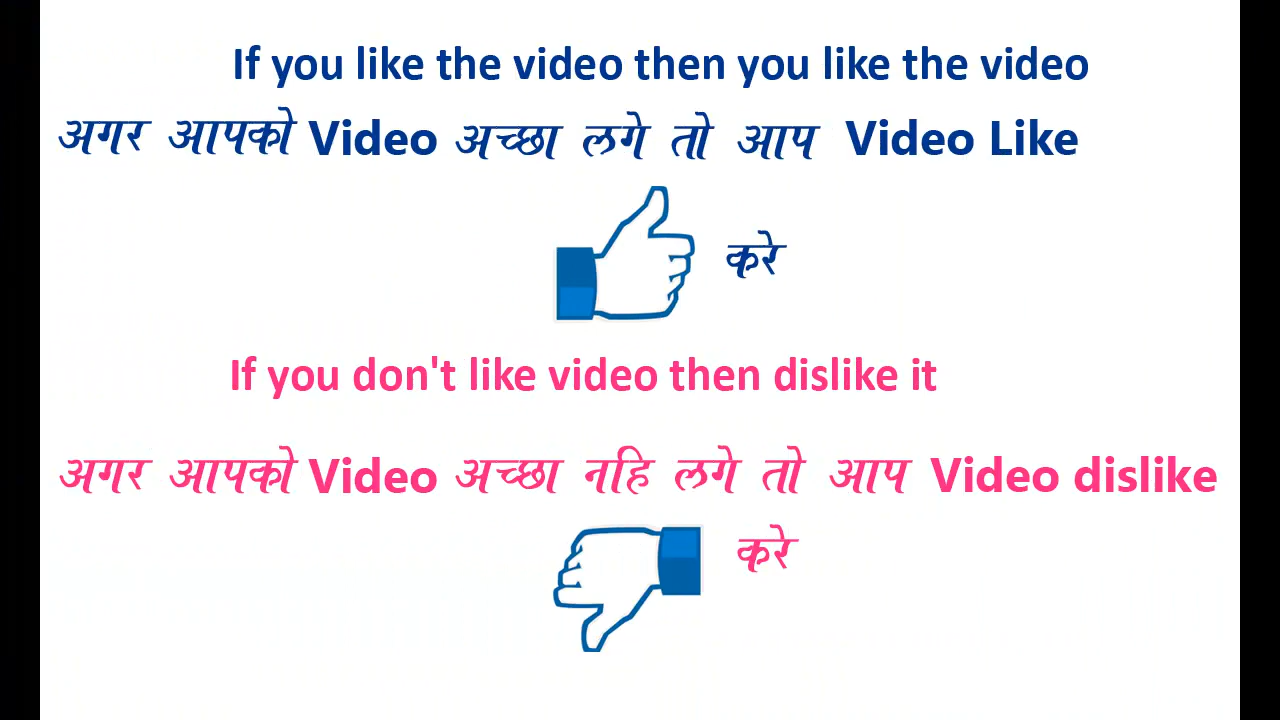 If you like the video then you like the video
अगर आपको Video अच्छा लगे तो आप Video Like
करे
If you don't like video then dislike it
अगर आपको Video अच्छा नहि लगे तो आप Video dislike
करे